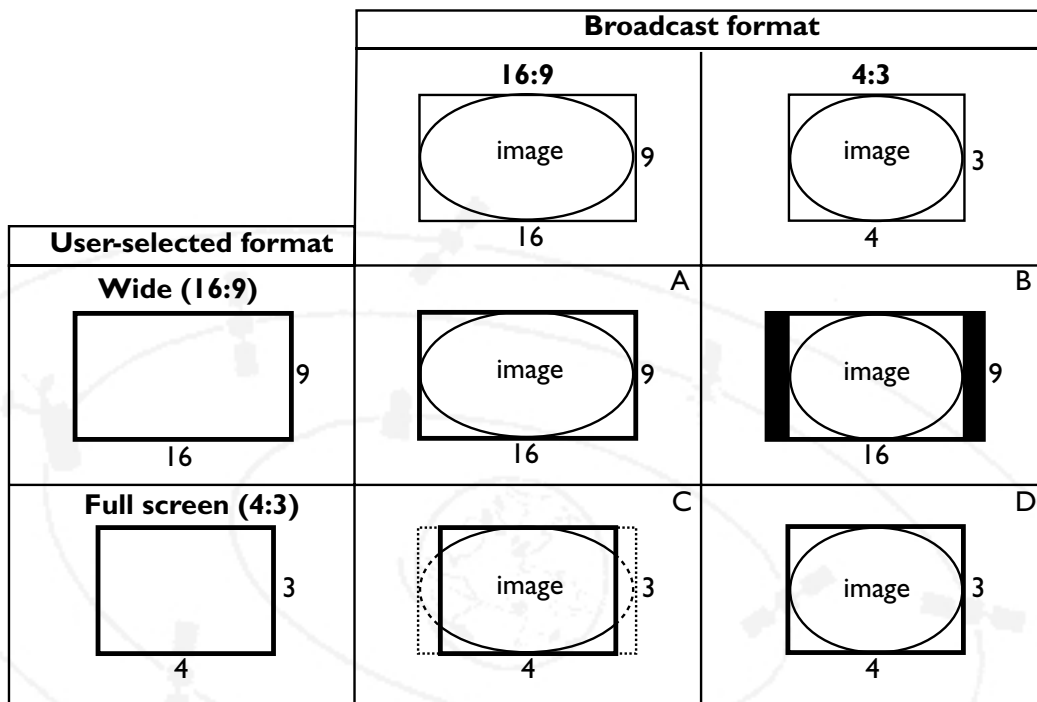 Broadcast format
16:9 4:3
image 9 image 3
16 4
User-selected format
Wide (16:9) A B
9 image 9 image 9
16 16 16
Full screen (4:3) C D
3 image 3 image 3
4 4 4